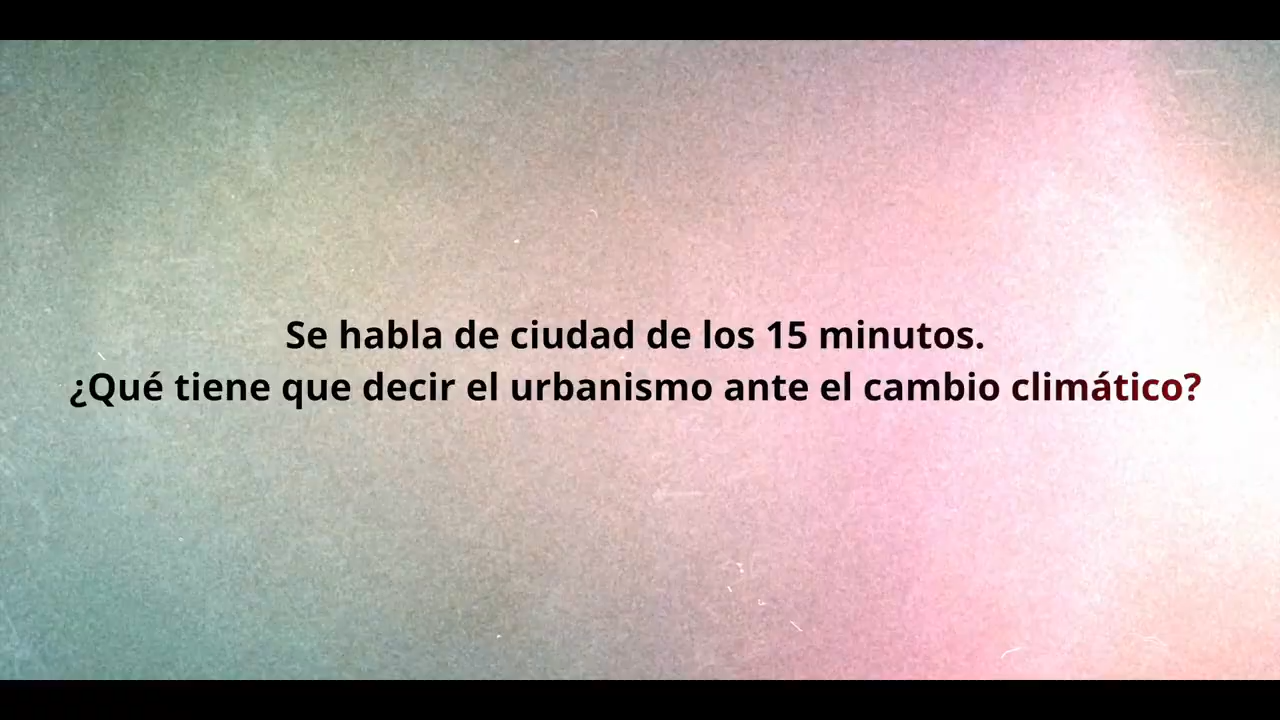 Se habla de ciudad de los 15 minutos.
¿Qué tiene que decir el urbanismo ante el cambio climático?